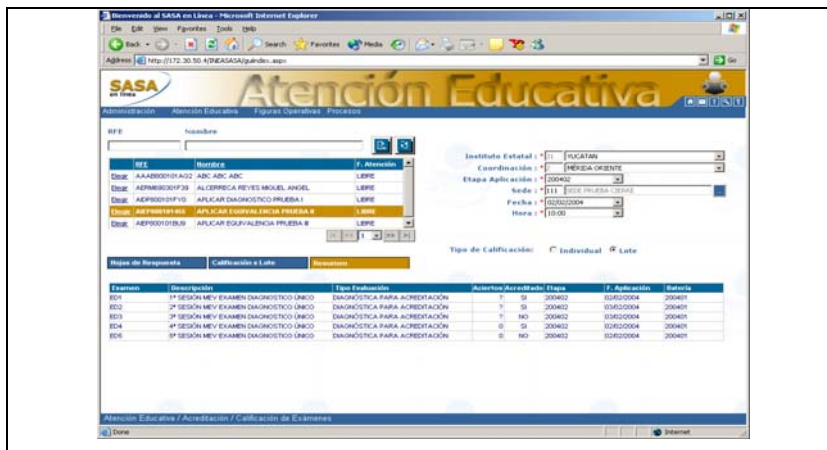 Bienvenido al SASA en Linea - Microsoft Internet Explorer
File Edit View Favorites Tools Help
Back Search Favorites Media
Address http://172.30.50.4/INEASASA/guindex.aspx Go
SASA
en línea
Atención Educativa
Administración Atención Educativa Figuras Operativas Procesos
RFE Nombre
RFE Nombre F. Atención
Elegir AAAB000101AG2 ABC ABC ABC LIBRE
Elegir AERM690301F39 ALCERRECA REYES MIGUEL ANGEL LIBRE
Elegir AIDP000101FY0 APLICAR DIAGNOSTICO PRUEBA I LIBRE
Elegir APLICAR EQUIVALENCIA PRUEBA II LIBRE
Elegir AIEP000101BU9 APLICAR EQUIVALENCIA PRUEBA III LIBRE
1
Instituto Estatal : * 31 YUCATAN
Coordinación : * MÉRIDA ORIENTE
Etapa Aplicación : * 200402
Sede : * 111 SEDE PRUEBA CIERRE
Fecha : * 02/02/2004
Hora : * 10:00
Tipo de Calificación: Individual Lote
Hojas de Respuesta Calificación x Lote Resumen
Examen Descripción Tipo Evaluación Aciertos Acreditado Etapa F. Aplicación Batería
ED1 1ª SESIÓN MEV EXAMEN DIAGNOSTICO ÚNICO DIAGNÓSTICA PARA ACREDITACIÓN 7 SI 200402 02/02/2004 200401
ED2 2ª SESIÓN MEV EXAMEN DIAGNOSTICO ÚNICO DIAGNÓSTICA PARA ACREDITACIÓN 7 SI 200402 03/02/2004 200401
ED3 3ª SESIÓN MEV EXAMEN DIAGNOSTICO ÚNICO DIAGNÓSTICA PARA ACREDITACIÓN 7 NO 200402 03/02/2004 200401
ED4 4ª SESIÓN MEV EXAMEN DIAGNOSTICO ÚNICO DIAGNÓSTICA PARA ACREDITACIÓN 0 SI 200402 02/02/2004 200401
ED5 5ª SESIÓN MEV EXAMEN DIAGNOSTICO ÚNICO DIAGNÓSTICA PARA ACREDITACIÓN 0 NO 200402 02/02/2004 200401
Atención Educativa / Acreditación / Calificación de Exámenes
Done Internet